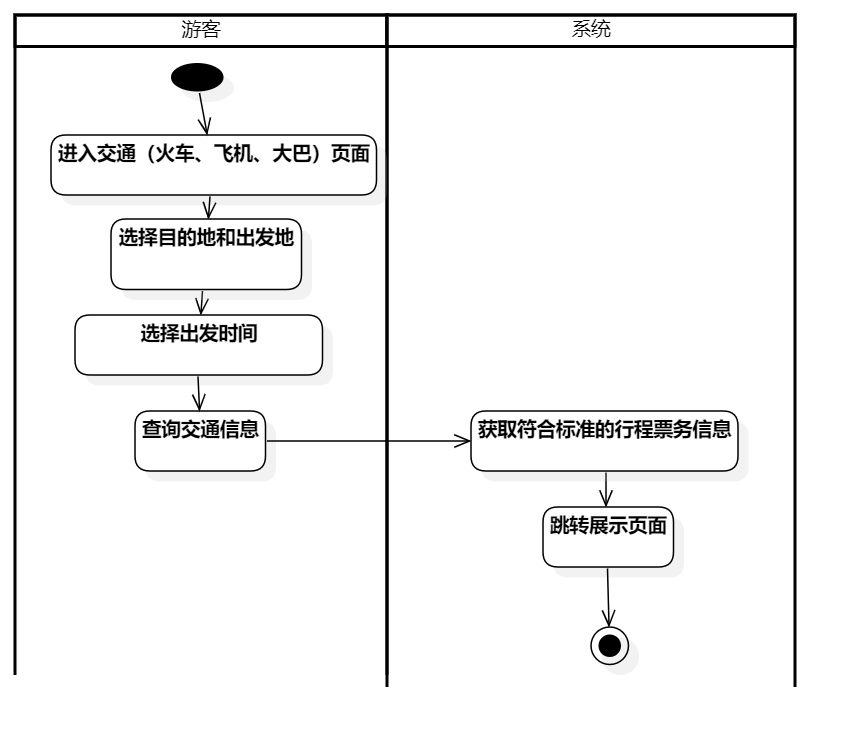 游客
系统
进入交通（火车、飞机、大巴）页面
选择目的地和出发地
选择出发时间
查询交通信息
获取符合标准的行程票务信息
跳转展示页面